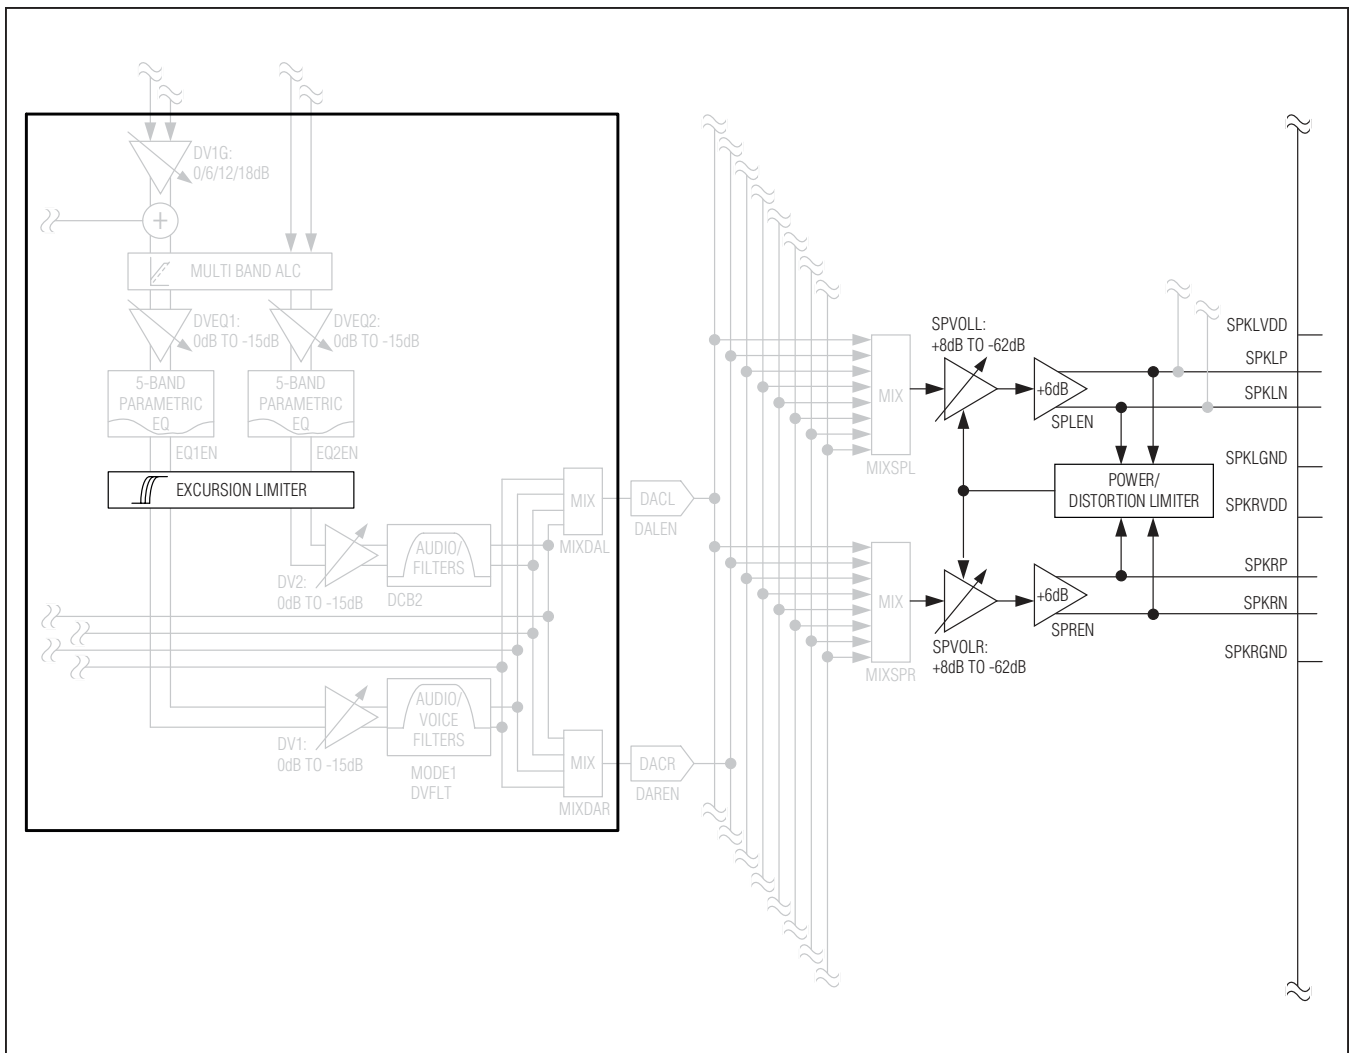 DV1G:
0/6/12/18dB
+
MULTI BAND ALC
DVEQ1:
0dB TO -15dB
DVEQ2:
0dB TO -15dB
5-BAND
PARAMETRIC
EQ
5-BAND
PARAMETRIC
EQ
EQ1EN
EQ2EN
EXCURSION LIMITER
DV2:
0dB TO -15dB
AUDIO/
FILTERS
DCB2
MIX
MIXDAL
DACL
DALEN
DV1:
0dB TO -15dB
AUDIO/
VOICE
FILTERS
MODE1
DVFLT
MIX
MIXDAR
DACR
DAREN
MIX
MIXSPL
SPVOLL:
+8dB TO -62dB
+6dB
SPLEN
POWER/
DISTORTION LIMITER
MIX
MIXSPR
SPVOLR:
+8dB TO -62dB
+6dB
SPREN
SPKLVDD
SPKLP
SPKLN
SPKLGND
SPKRVDD
SPKRP
SPKRN
SPKRGND